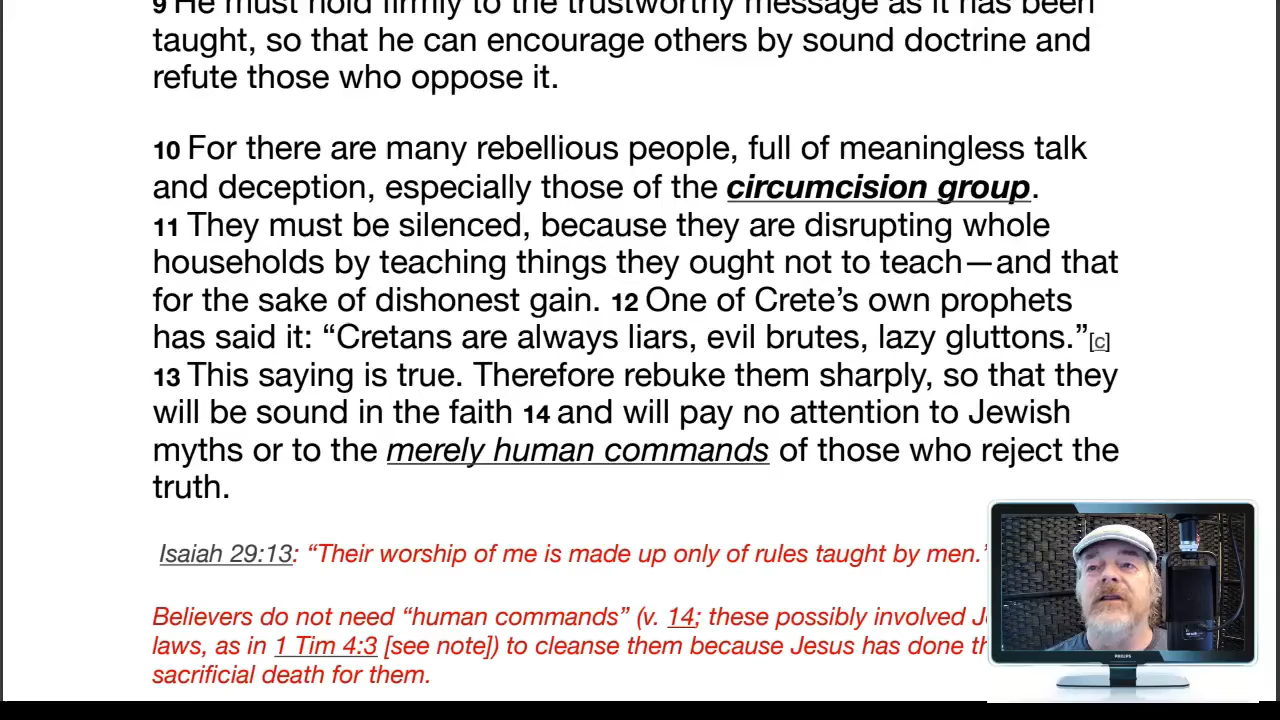 9 He must hold firmly to the trustworthy message as it has been
taught, so that he can encourage others by sound doctrine and
refute those who oppose it.
10 For there are many rebellious people, full of meaningless talk
and deception, especially those of the circumcision group.
11 They must be silenced, because they are disrupting whole
households by teaching things they ought not to teach—and that
for the sake of dishonest gain. 12 One of Crete’s own prophets
has said it: “Cretans are always liars, evil brutes, lazy gluttons.”[c]
13 This saying is true. Therefore rebuke them sharply, so that they
will be sound in the faith 14 and will pay no attention to Jewish
myths or to the merely human commands of those who reject the
truth.
Isaiah 29:13: “Their worship of me is made up only of rules taught by men.”
Believers do not need “human commands” (v. 14; these possibly involved
laws, as in 1 Tim 4:3 [see note]) to cleanse them because Jesus has done
sacrificial death for them.
PHILIPS